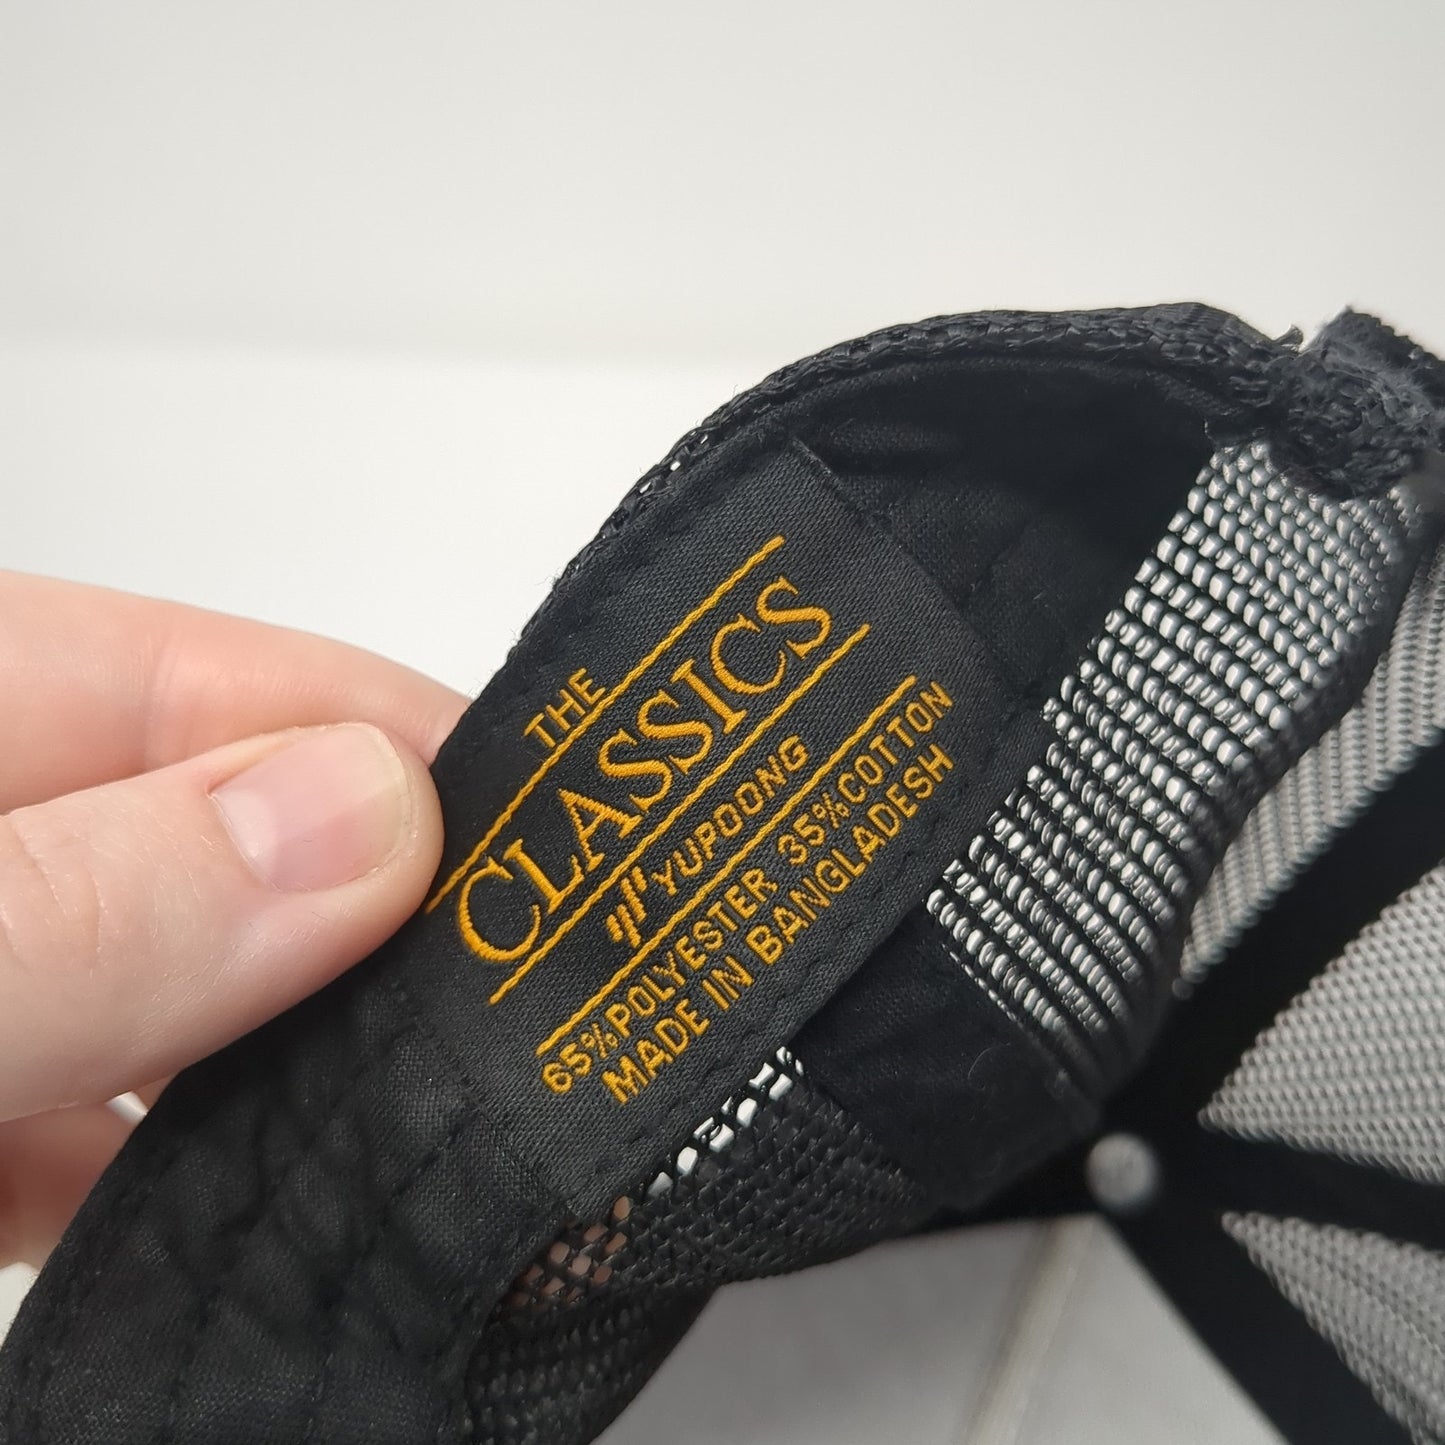 THE
CLASSICS
YUPOONG
65%POLYESTER 35%COTTON
MADE IN BANGLADESH